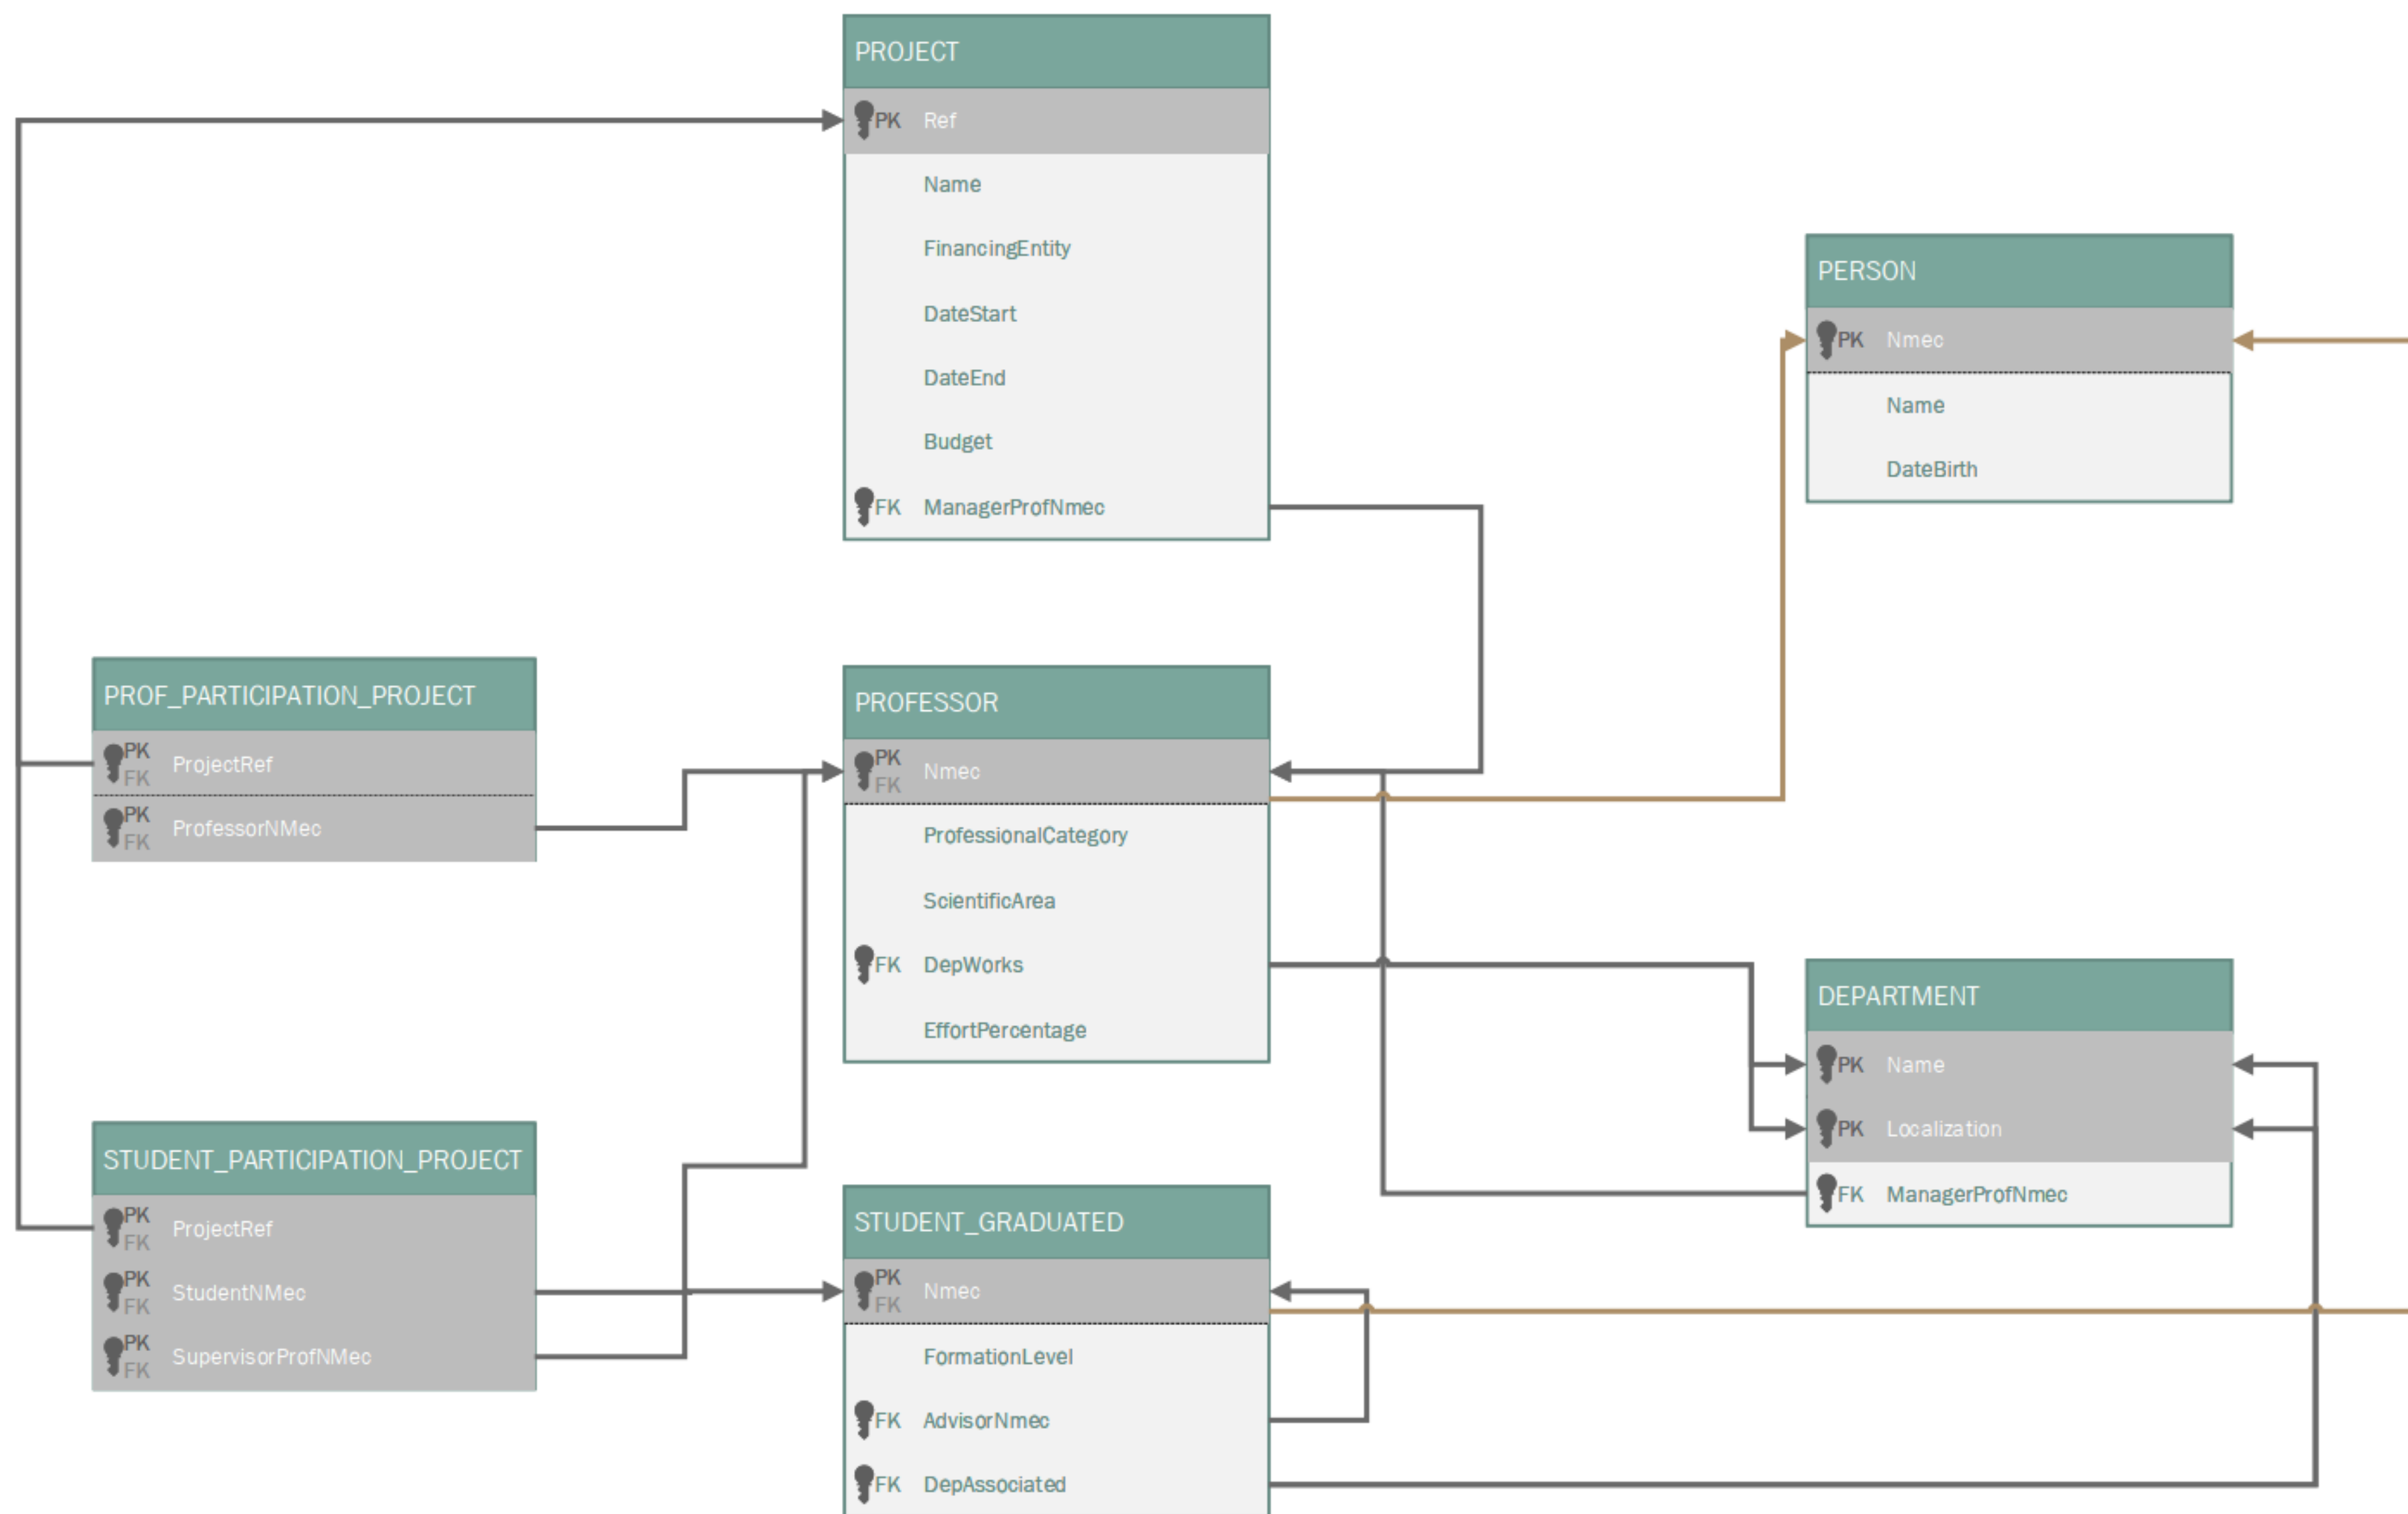 PROJECT
PK Ref
Name
FinancingEntity
DateStart
DateEnd
Budget
FK ManagerProfNmec
PERSON
PK Nmec
Name
DateBirth
PROF_PARTICIPATION_PROJECT
PK FK ProjectRef
PK FK ProfessorNMec
PROFESSOR
PK FK Nmec
ProfessionalCategory
ScientificArea
FK DepWorks
EffortPercentage
DEPARTMENT
PK Name
PK Localization
FK ManagerProfNmec
STUDENT_PARTICIPATION_PROJECT
PK FK ProjectRef
PK FK StudentNMec
PK FK SupervisorProfNMec
STUDENT_GRADUATED
PK FK Nmec
FormationLevel
FK AdvisorNmec
FK DepAssociated